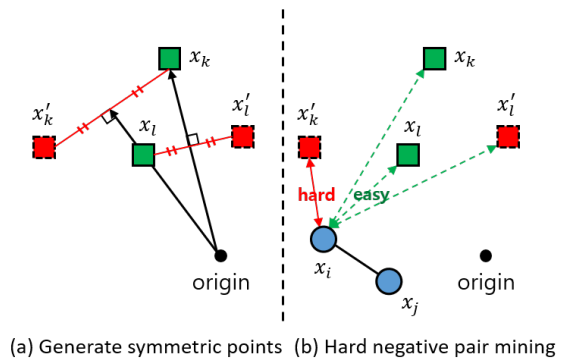 x_k
x'_k
x_l
x'_l
origin
(a) Generate symmetric points
x_k
x'_k
x_l
x'_l
hard
easy
x_i
x_j
origin
(b) Hard negative pair mining